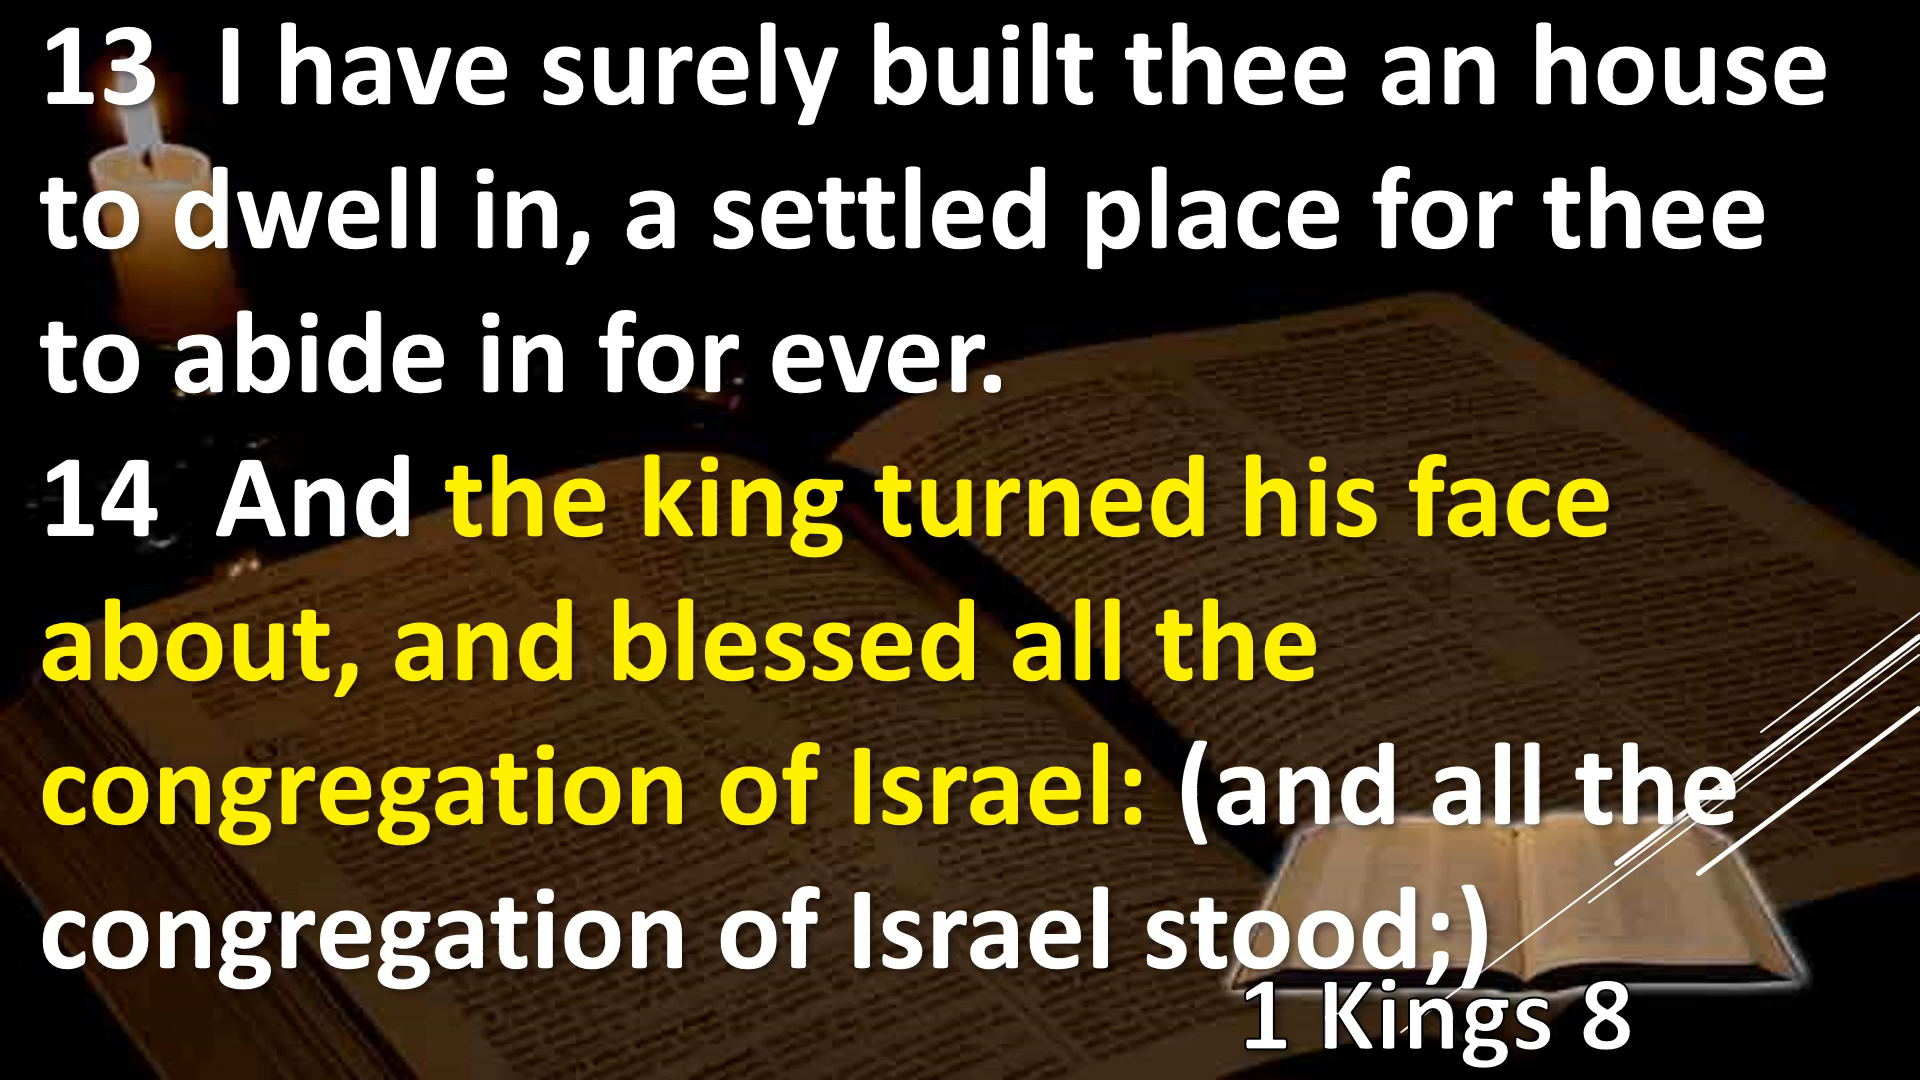 13  I have surely built thee an house
to dwell in, a settled place for thee
to abide in for ever.
14  And the king turned his face
about, and blessed all the
congregation of Israel: (and all the
congregation of Israel stood;)
1 Kings 8